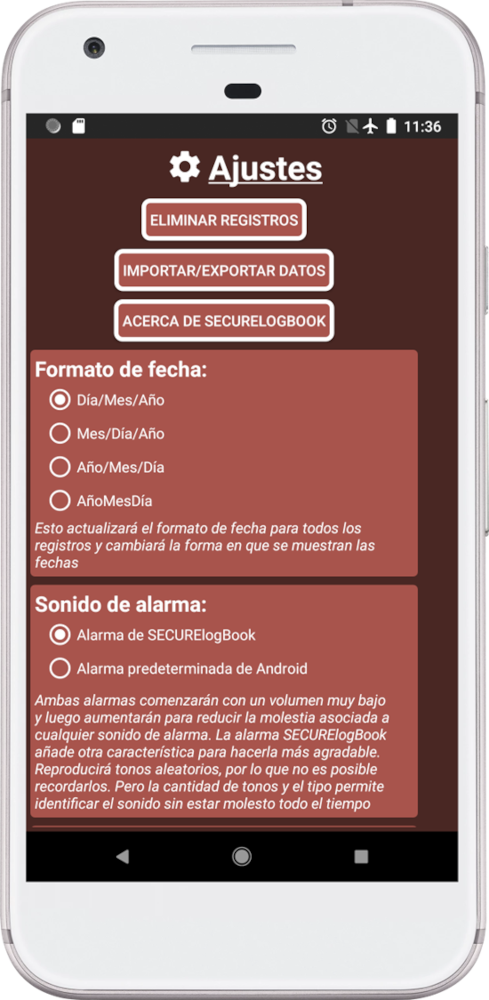 11:36
Ajustes
ELIMINAR REGISTROS
IMPORTAR/EXPORTAR DATOS
ACERCA DE SECURELOGBOOK
Formato de fecha:
Día/Mes/Año
Mes/Día/Año
Año/Mes/Día
AñoMesDía
Esto actualizará el formato de fecha para todos los
registros y cambiará la forma en que se muestran las
fechas
Sonido de alarma:
Alarma de SECURElogBook
Alarma predeterminada de Android
Ambas alarmas comenzarán con un volumen muy bajo
y luego aumentarán para reducir la molestia asociada a
cualquier sonido de alarma. La alarma SECURElogBook
añade otra característica para hacerla más agradable.
Reproducirá tonos aleatorios, por lo que no es posible
recordarlos. Pero la cantidad de tonos y el tipo permite
identificar el sonido sin estar molesto todo el tiempo